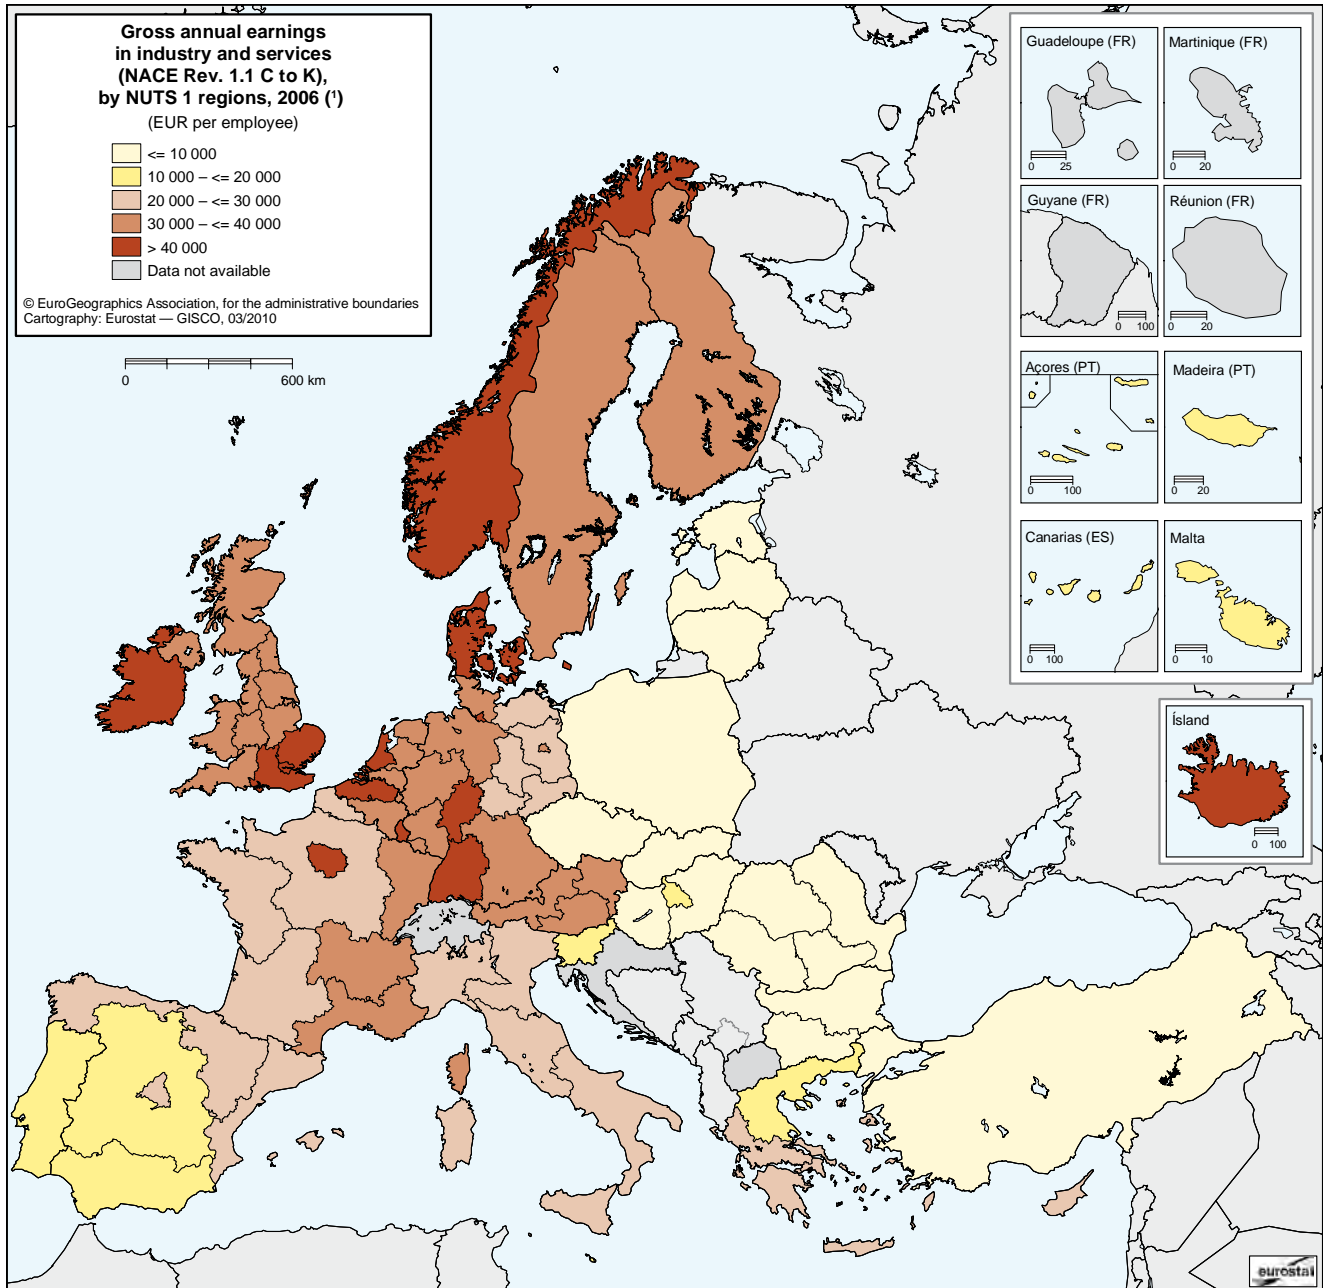 Gross annual earnings
in industry and services
(NACE Rev. 1.1 C to K),
by NUTS 1 regions, 2006 (¹)
(EUR per employee)
<= 10 000
10 000 – <= 20 000
20 000 – <= 30 000
30 000 – <= 40 000
> 40 000
Data not available
© EuroGeographics Association, for the administrative boundaries
Cartography: Eurostat — GISCO, 03/2010
0 600 km
Guadeloupe (FR)
0 25
Martinique (FR)
0 20
Guyane (FR)
0 100
Réunion (FR)
0 20
Açores (PT)
0 100
Madeira (PT)
0 20
Canarias (ES)
0 100
Malta
0 10
Ísland
0 100
eurostat